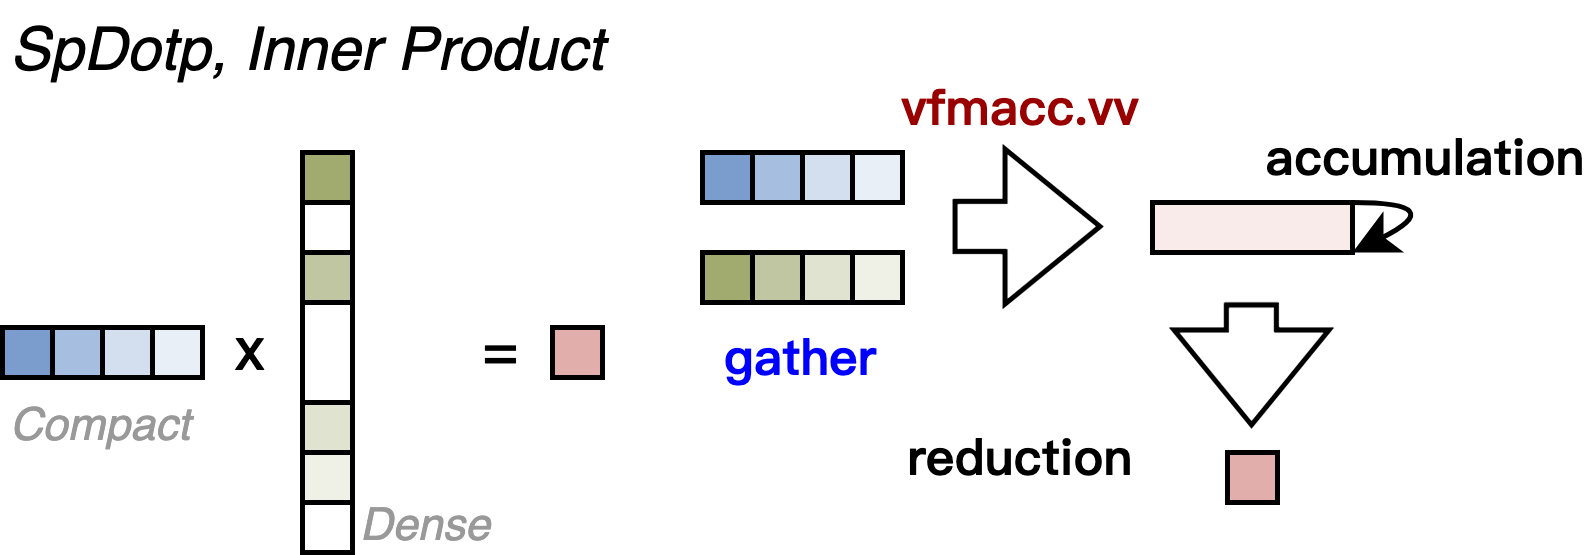 SpDotp, Inner Product
vfmacc.vv
accumulation
x
=
gather
Compact
reduction
Dense